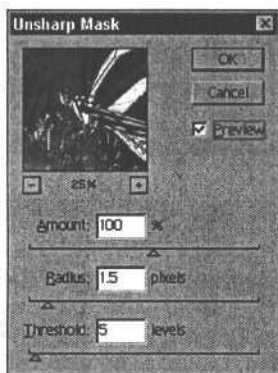 Unsharp Mask
OK
Cancel
Preview
25%
Amount: 100 %
Radius: 1.5 pixels
Threshold: 5 levels